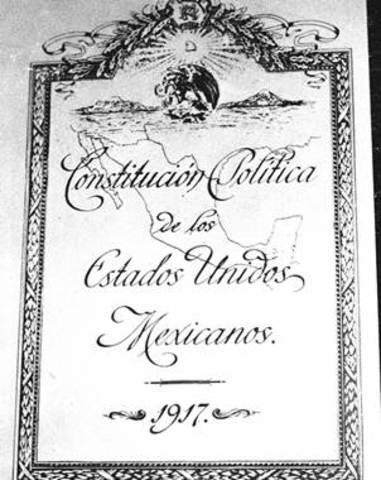 R
Constitución Política
de los
Estados Unidos
Mexicanos.
1917.